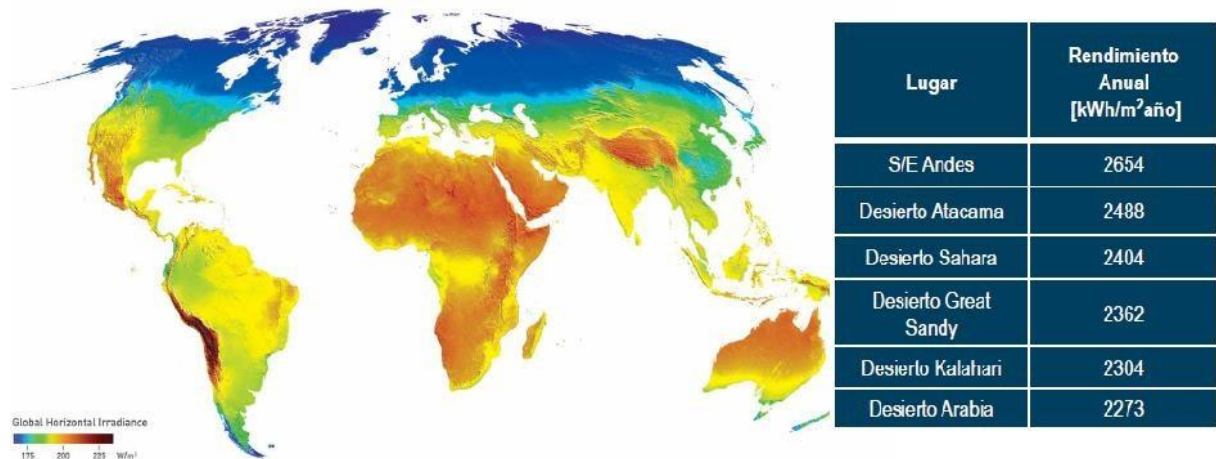 Lugar
Rendimiento
Anual
[kWh/m²año]
S/E Andes
2654
Desierto Atacama
2488
Desierto Sahara
2404
Desierto Great
Sandy
2362
Desierto Kalahari
2304
Desierto Arabia
2273
Global Horizontal Irradiance
175 200 225 W/m²